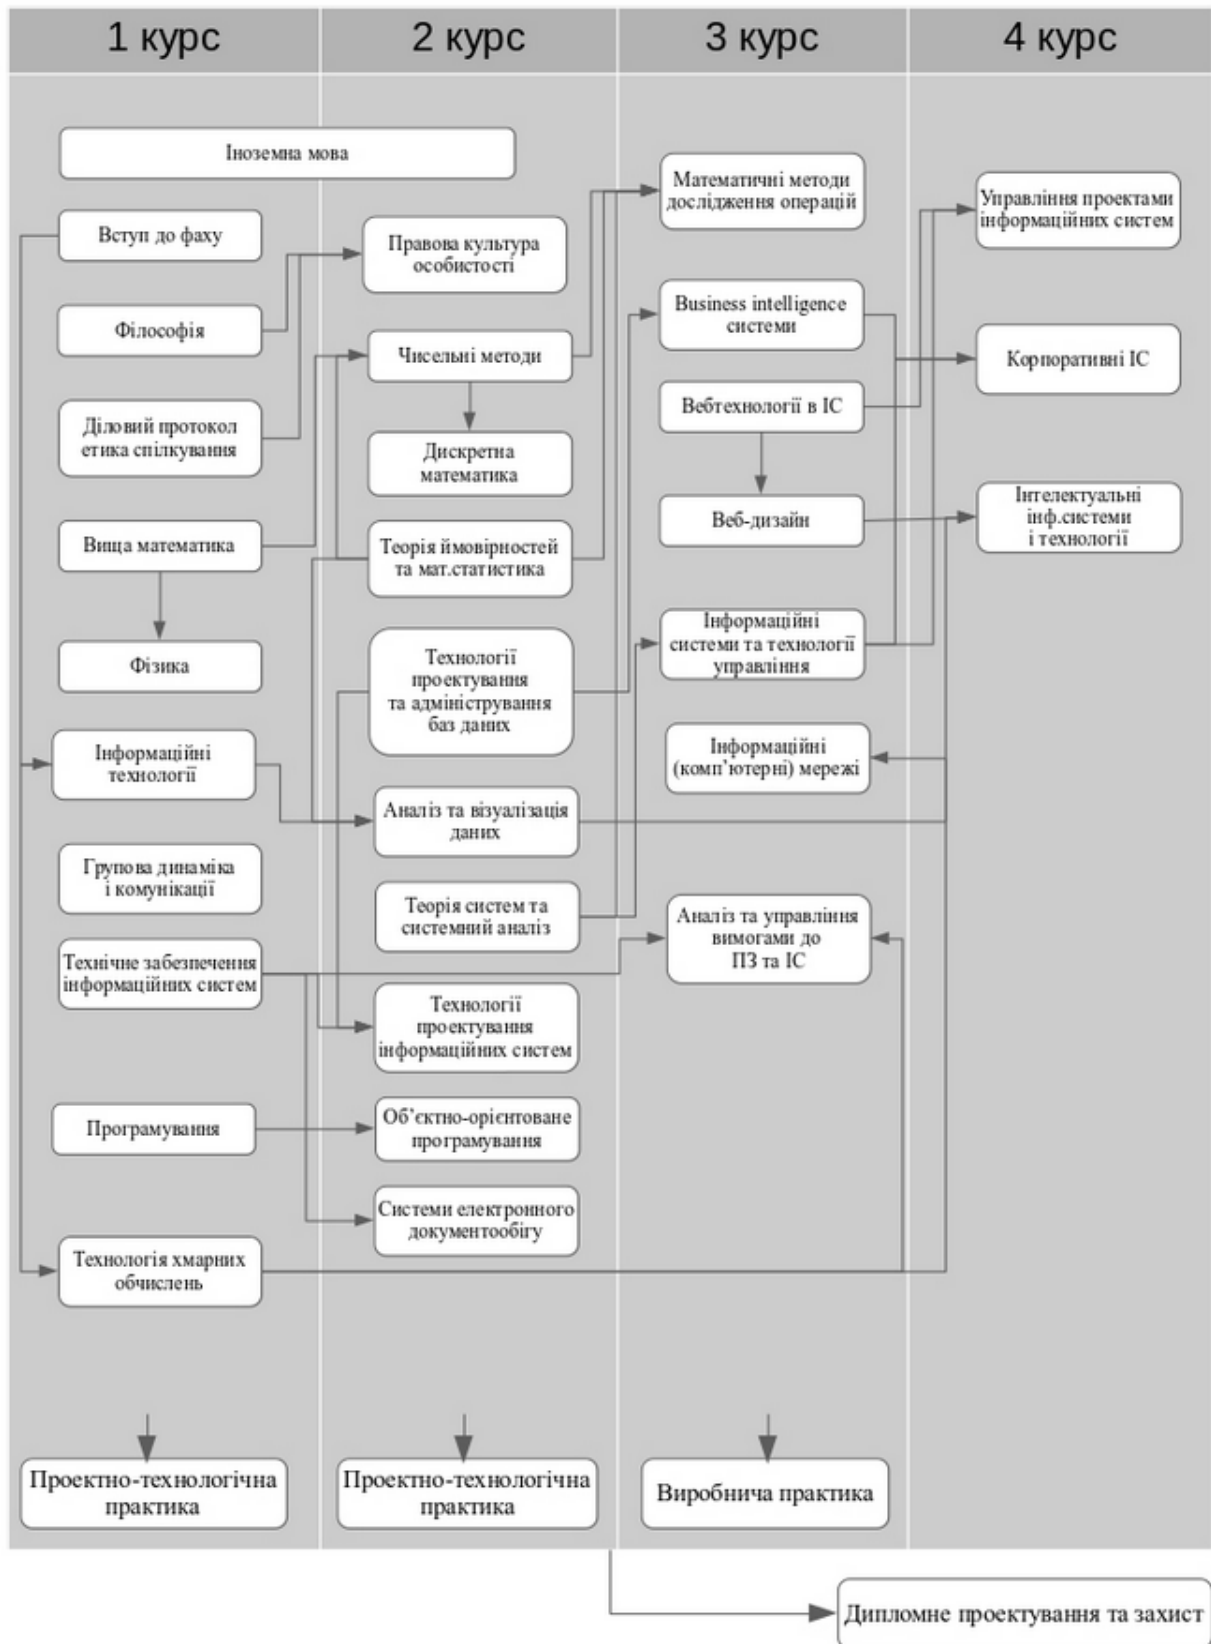 1 курс
2 курс
3 курс
4 курс
Іноземна мова
Вступ до фаху
Філософія
Діловий протокол
етика спілкування
Вища математика
Фізика
Інформаційні
технології
Групова динаміка
і комунікації
Технічне забезпечення
інформаційних систем
Програмування
Технологія хмарних
обчислень
Проектно-технологічна
практика
Правова культура
особистості
Чисельні методи
Дискретна
математика
Теорія ймовірностей
та мат.статистика
Технології
проектування
та адміністрування
баз даних
Аналіз та візуалізація
даних
Теорія систем та
системний аналіз
Технології
проектування
інформаційних систем
Об’єктно-орієнтоване
програмування
Системи електронного
документообігу
Проектно-технологічна
практика
Математичні методи
дослідження операцій
Business intelligence
системи
Вебтехнології в ІС
Веб-дизайн
Інформаційні
системи та технології
управління
Інформаційні
(комп’ютерні) мережі
Аналіз та управління
вимогами до
ПЗ та ІС
Виробнича практика
Управління проектами
інформаційних систем
Корпоративні ІС
Інтелектуальні
інф.системи
і технології
Дипломне проектування та захист